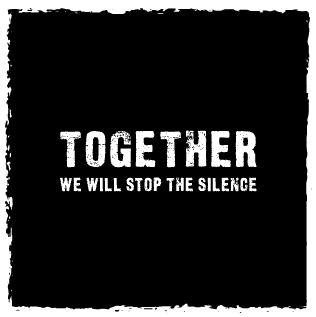 TOGETHER
WE WILL STOP THE SILENCE